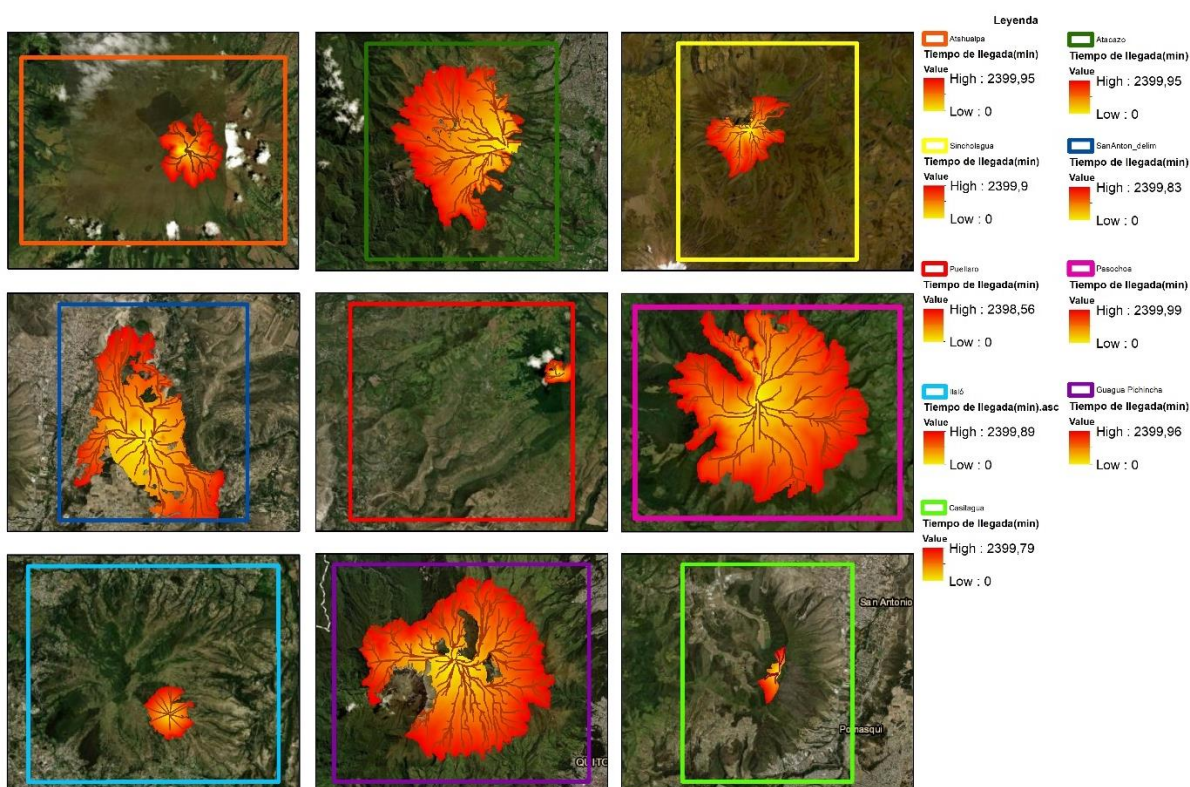 Leyenda
Atahualpa
Tiempo de llegada(min)
Value
High : 2399,95
Low : 0
Atacazo
Tiempo de llegada(min)
Value
High : 2399,95
Low : 0
Sincholagua
Tiempo de llegada(min)
Value
High : 2399,9
Low : 0
SanAnton_delim
Tiempo de llegada(min)
Value
High : 2399,83
Low : 0
Puellaro
Tiempo de llegada(min)
Value
High : 2398,56
Low : 0
Pasochoa
Tiempo de llegada(min)
Value
High : 2399,99
Low : 0
Ilaló
Tiempo de llegada(min).asc
Value
High : 2399,89
Low : 0
Guagua Pichincha
Tiempo de llegada(min)
Value
High : 2399,96
Low : 0
Casitagua
Tiempo de llegada(min)
Value
High : 2399,79
Low : 0
San Antonio
Pomasqui
QUITO